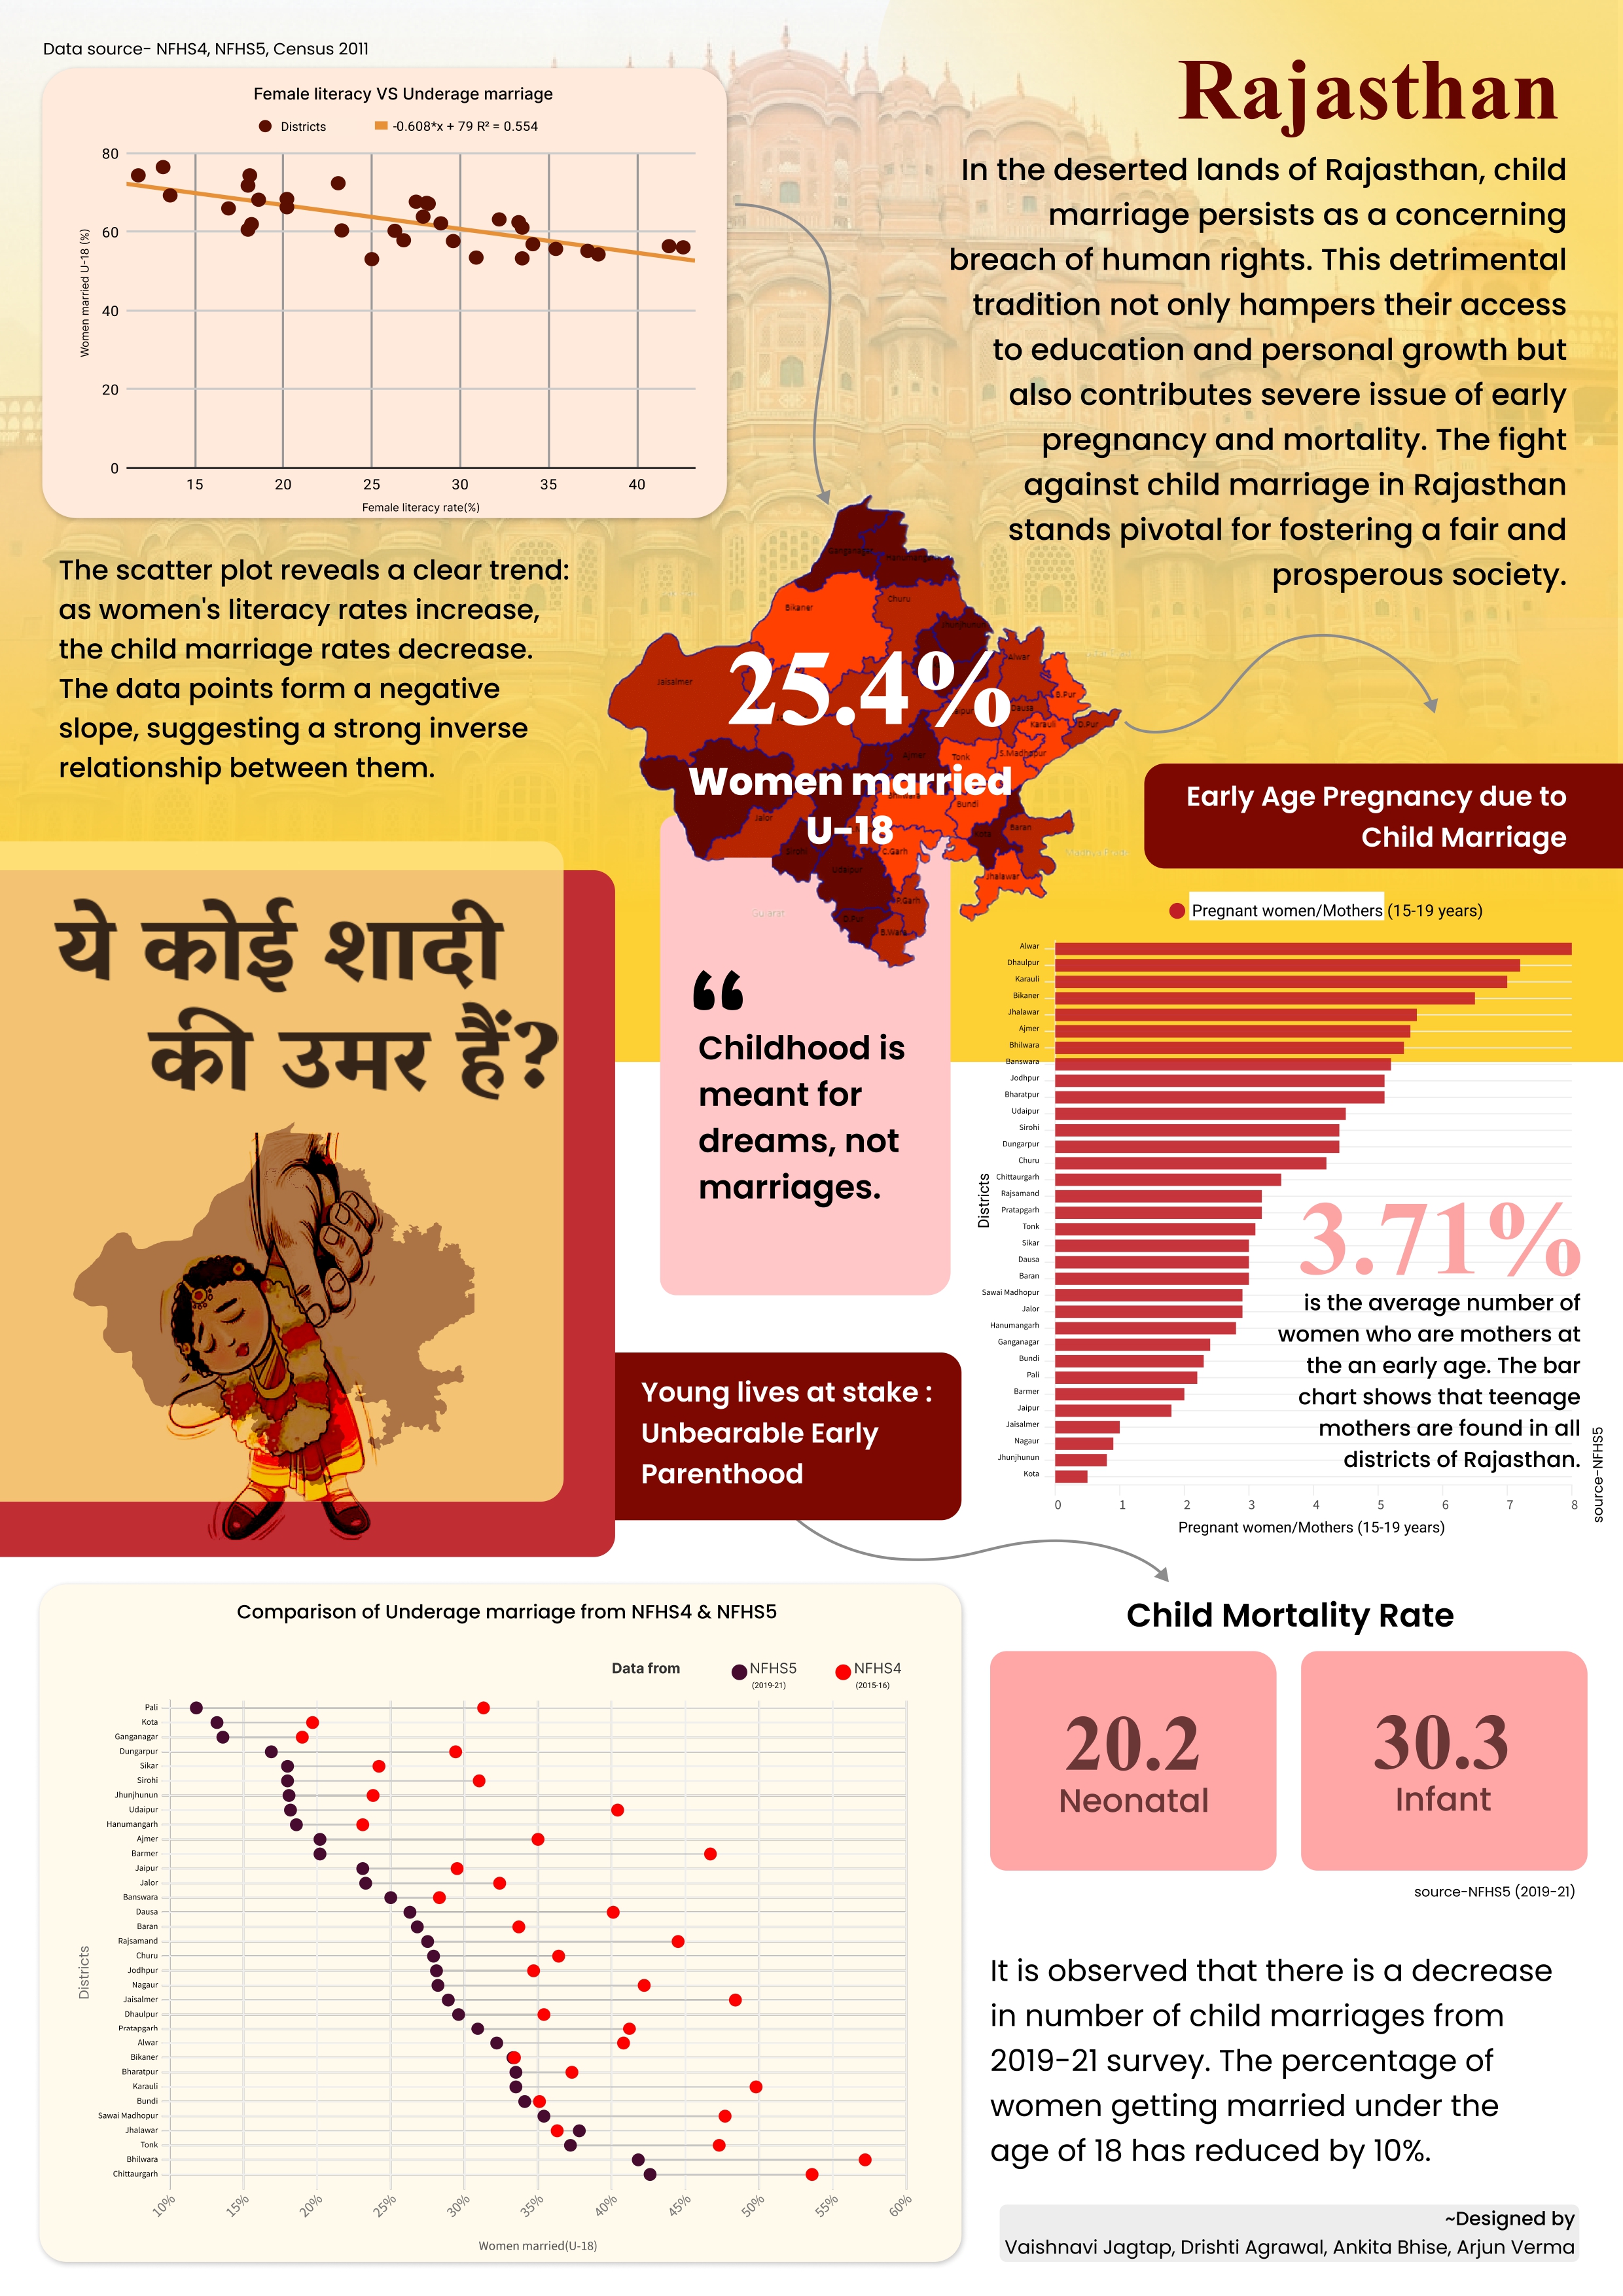 Data source- NFHS4, NFHS5, Census 2011
Female literacy VS Underage marriage
Districts
-0.608*x + 79 R² = 0.554
80
60
40
20
0
Women married U-18 (%)
15 20 25 30 35 40
Female literacy rate(%)
The scatter plot reveals a clear trend:
as women's literacy rates increase,
the child marriage rates decrease.
The data points form a negative
slope, suggesting a strong inverse
relationship between them.
Rajasthan
In the deserted lands of Rajasthan, child
marriage persists as a concerning
breach of human rights. This detrimental
tradition not only hampers their access
to education and personal growth but
also contributes severe issue of early
pregnancy and mortality. The fight
against child marriage in Rajasthan
stands pivotal for fostering a fair and
prosperous society.
Ganganagar
Bikaner
Churu
Jhunjhunun
Alwar
Jaisalmer
B.Pur
Dausa
Karauli
D.Pur
Ajmer
Tonk
S.Madhopur
Bundi
Jalor
Kota
Baran
Sirohi
C.Garh
Udaipur
Jhalawar
P.Garh
D.Pur
B.Wara
Gujarat
25.4%
Women married
U-18
ये कोई शादी
की उमर हैं?
“
Childhood is
meant for
dreams, not
marriages.
Early Age Pregnancy due to
Child Marriage
Pregnant women/Mothers (15-19 years)
Districts
Alwar
Dhaulpur
Karauli
Bikaner
Jhalawar
Ajmer
Bhilwara
Banswara
Jodhpur
Bharatpur
Udaipur
Sirohi
Dungarpur
Churu
Chittaurgarh
Rajsamand
Pratapgarh
Tonk
Sikar
Dausa
Baran
Sawai Madhopur
Jalor
Hanumangarh
Ganganagar
Bundi
Pali
Barmer
Jaipur
Jaisalmer
Nagaur
Jhunjhunun
Kota
0 1 2 3 4 5 6 7 8
Pregnant women/Mothers (15-19 years)
3.71%
is the average number of
women who are mothers at
the an early age. The bar
chart shows that teenage
mothers are found in all
districts of Rajasthan.
source-NFHS5
Young lives at stake :
Unbearable Early
Parenthood
Comparison of Underage marriage from NFHS4 & NFHS5
Data from
NFHS5
(2019-21)
NFHS4
(2015-16)
Districts
Pali
Kota
Ganganagar
Dungarpur
Sikar
Sirohi
Jhunjhunun
Udaipur
Hanumangarh
Ajmer
Barmer
Jaipur
Jalor
Banswara
Dausa
Baran
Rajsamand
Churu
Jodhpur
Nagaur
Jaisalmer
Dhaulpur
Pratapgarh
Alwar
Bikaner
Bharatpur
Karauli
Bundi
Sawai Madhopur
Jhalawar
Tonk
Bhilwara
Chittaurgarh
10% 15% 20% 25% 30% 35% 40% 45% 50% 55% 60%
Women married(U-18)
Child Mortality Rate
20.2
Neonatal
30.3
Infant
source-NFHS5 (2019-21)
It is observed that there is a decrease
in number of child marriages from
2019-21 survey. The percentage of
women getting married under the
age of 18 has reduced by 10%.
~Designed by
Vaishnavi Jagtap, Drishti Agrawal, Ankita Bhise, Arjun Verma